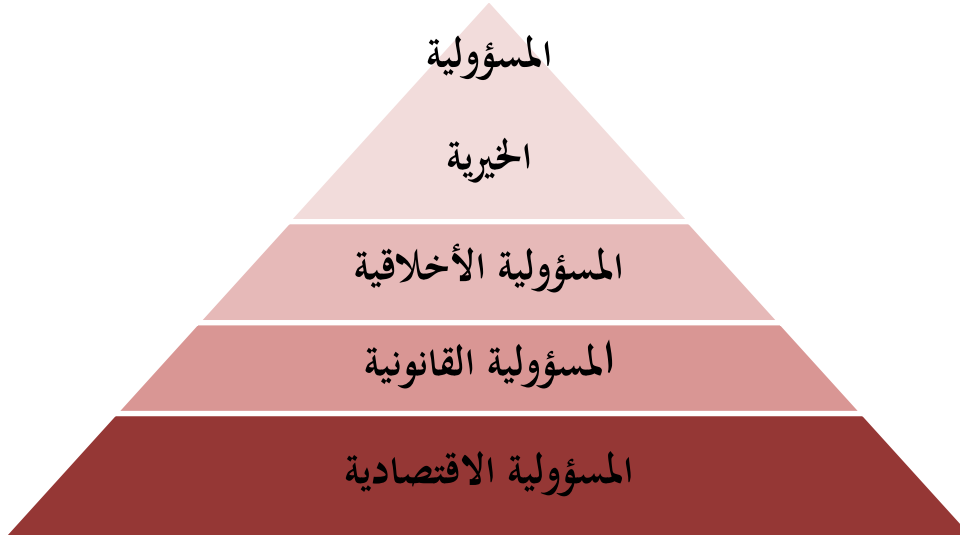 المسؤولية
الخيرية
المسؤولية الأخلاقية
المسؤولية القانونية
المسؤولية الاقتصادية